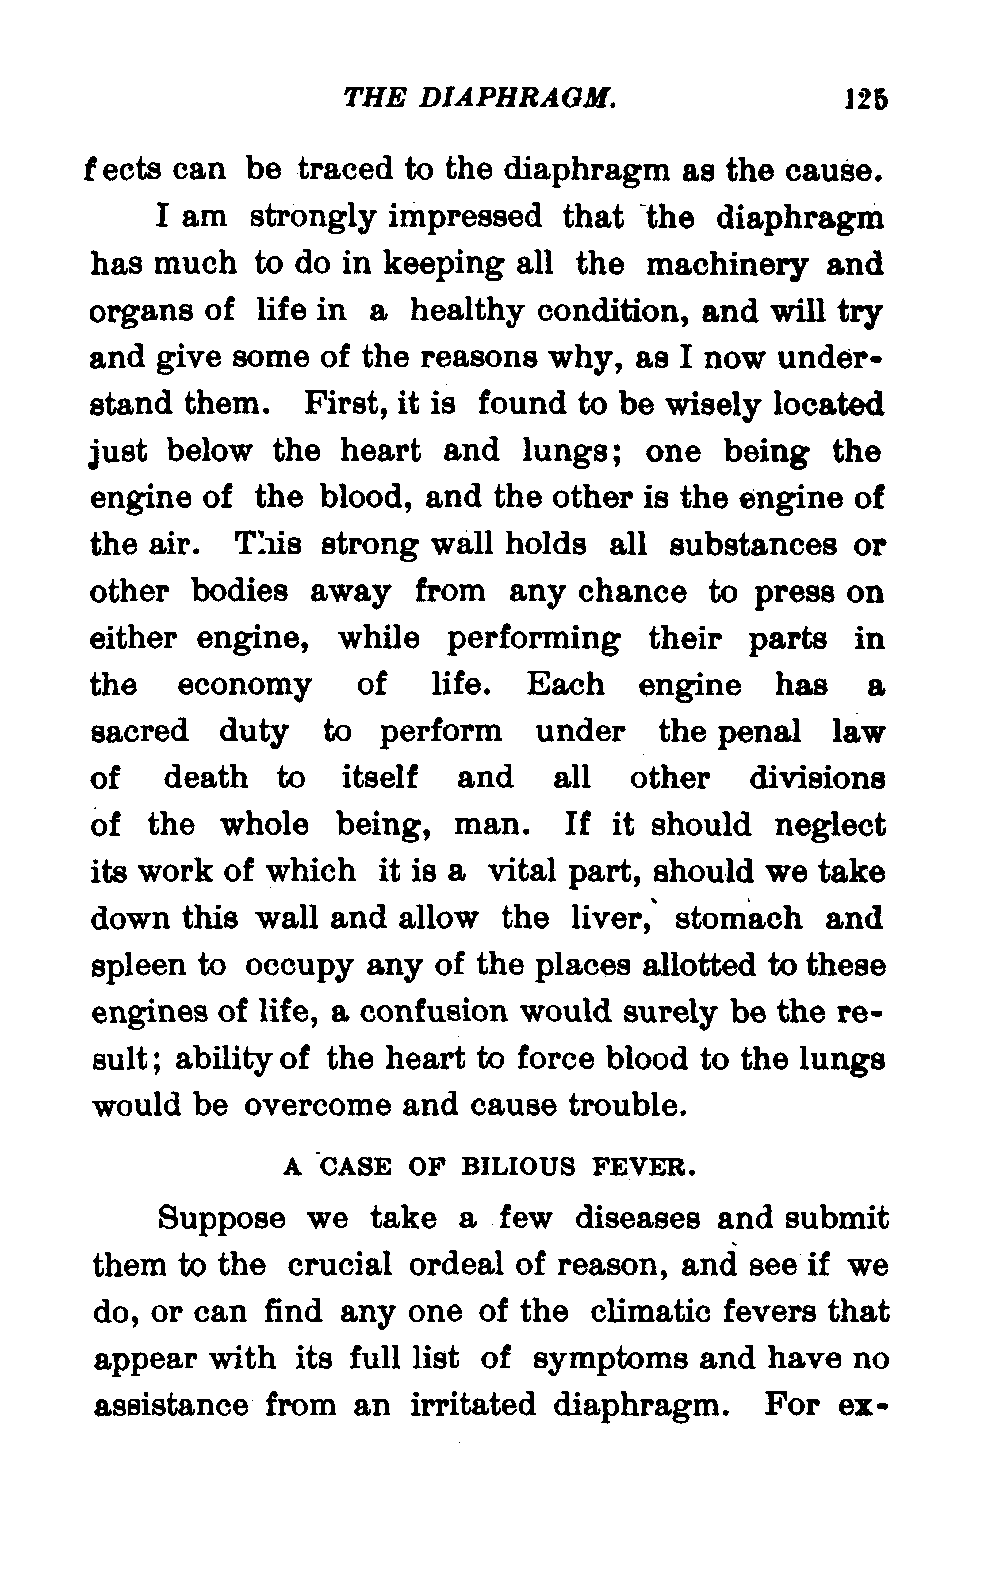 THE DIAPHRAGM. 125
fects can be traced to the diaphragm as the cause.
I am strongly impressed that the diaphragm
has much to do in keeping all the machinery and
organs of life in a healthy condition, and will try
and give some of the reasons why, as I now under-
stand them. First, it is found to be wisely located
just below the heart and lungs; one being the
engine of the blood, and the other is the engine of
the air. This strong wall holds all substances or
other bodies away from any chance to press on
either engine, while performing their parts in
the economy of life. Each engine has a
sacred duty to perform under the penal law
of death to itself and all other divisions
of the whole being, man. If it should neglect
its work of which it is a vital part, should we take
down this wall and allow the liver, stomach and
spleen to occupy any of the places allotted to these
engines of life, a confusion would surely be the re-
sult; ability of the heart to force blood to the lungs
would be overcome and cause trouble.
A CASE OF BILIOUS FEVER.
Suppose we take a few diseases and submit
them to the crucial ordeal of reason, and see if we
do, or can find any one of the climatic fevers that
appear with its full list of symptoms and have no
assistance from an irritated diaphragm. For ex-